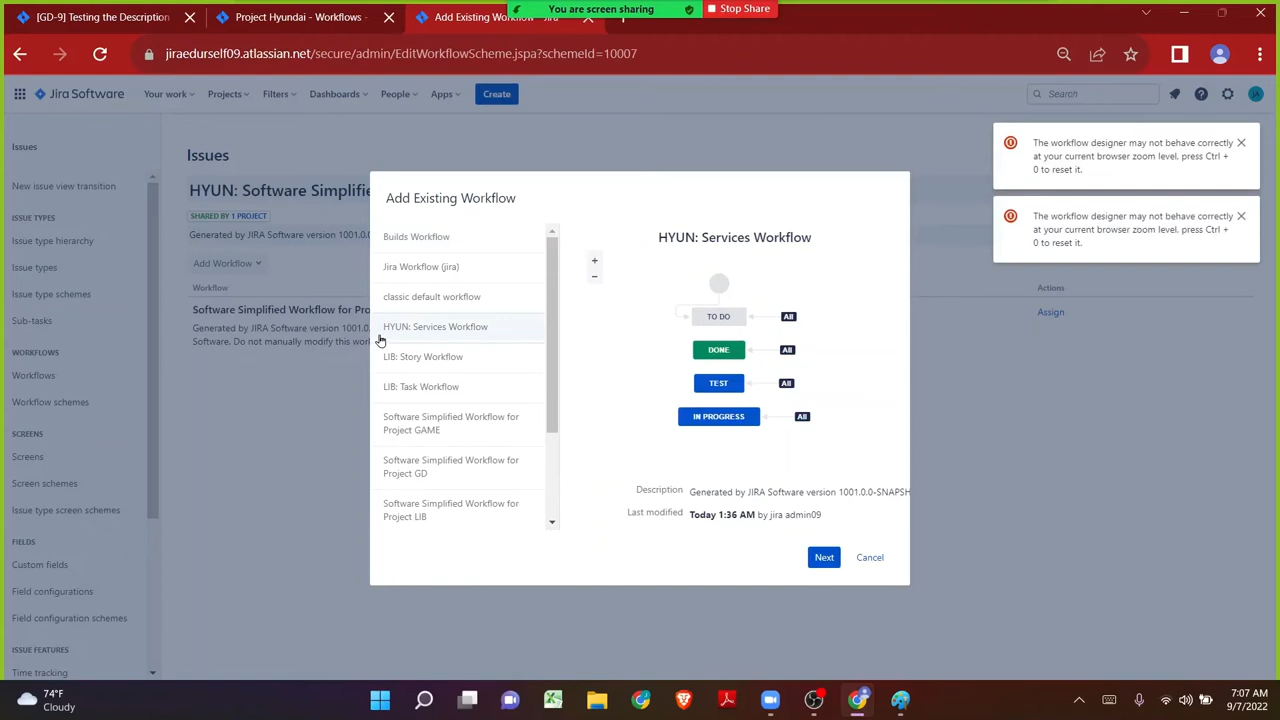 [GD-9] Testing the Description
Project Hyundai - Workflows -
Add Existing Workflow - Jira
You are screen sharing
Stop Share
jiraedurself09.atlassian.net/secure/admin/EditWorkflowScheme.jspa?schemeId=10007
Jira Software
Your work
Projects
Filters
Dashboards
People
Apps
Create
Search
Issues
New issue view transition
ISSUE TYPES
Issue type hierarchy
Issue types
Issue type schemes
Sub-tasks
WORKFLOWS
Workflows
Workflow schemes
SCREENS
Screens
Screen schemes
Issue type screen schemes
FIELDS
Custom fields
Field configurations
Field configuration schemes
ISSUE FEATURES
Time tracking
Issues
HYUN: Software Simplifi
SHARED BY 1 PROJECT
Generated by JIRA Software version 1001.0
Add Workflow
Workflow
Actions
Software Simplified Workflow for Pro
Assign
Generated by JIRA Software version 1001.0.
Software. Do not manually modify this work
Add Existing Workflow
Builds Workflow
Jira Workflow (jira)
classic default workflow
HYUN: Services Workflow
LIB: Story Workflow
LIB: Task Workflow
Software Simplified Workflow for
Project GAME
Software Simplified Workflow for
Project GD
Software Simplified Workflow for
Project LIB
HYUN: Services Workflow
+
−
TO DO
All
DONE
All
TEST
All
IN PROGRESS
All
Description
Generated by JIRA Software version 1001.0.0-SNAPSH
Last modified
Today 1:36 AM by jira admin09
Next
Cancel
The workflow designer may not behave correctly
at your current browser zoom level, press Ctrl +
0 to reset it.
The workflow designer may not behave correctly
at your current browser zoom level, press Ctrl +
0 to reset it.
74°F
Cloudy
7:07 AM
9/7/2022